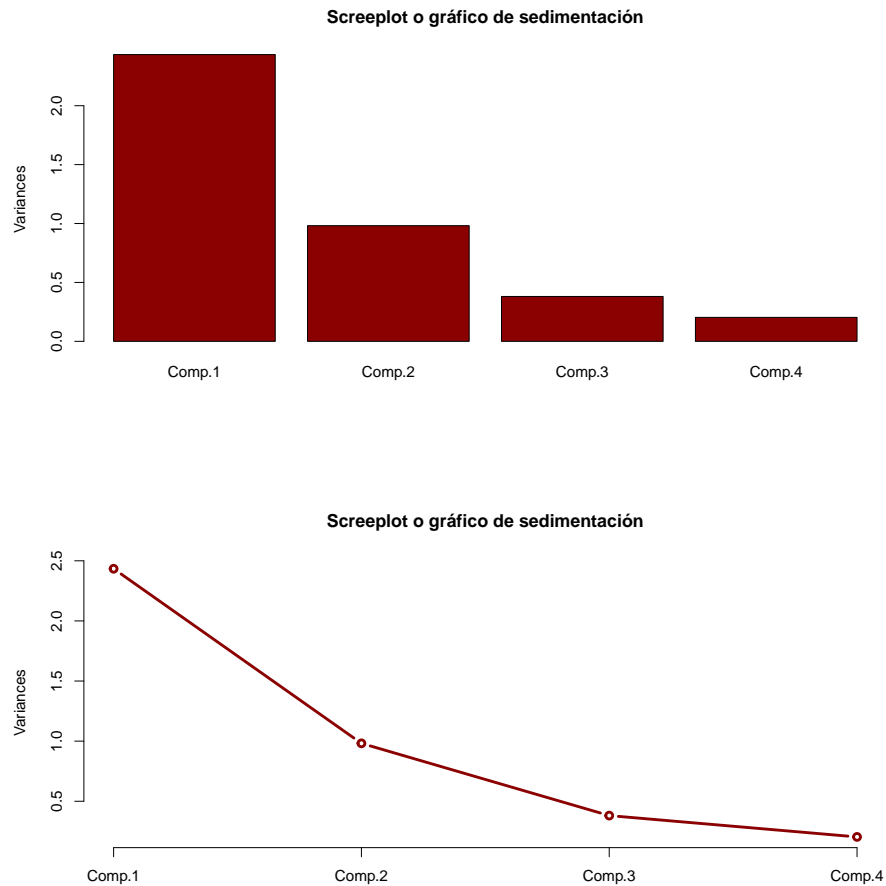 Screeplot o gráfico de sedimentación
Variances
2.0
1.5
1.0
0.5
0.0
Comp.1 Comp.2 Comp.3 Comp.4
Screeplot o gráfico de sedimentación
Variances
2.5
2.0
1.5
1.0
0.5
Comp.1 Comp.2 Comp.3 Comp.4